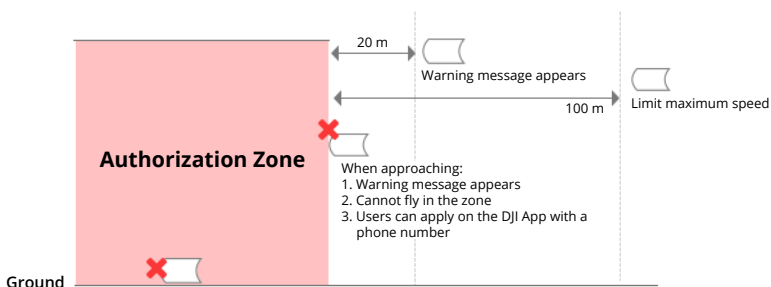 20 m
Warning message appears
100 m
Limit maximum speed
Authorization Zone
When approaching:
1. Warning message appears
2. Cannot fly in the zone
3. Users can apply on the DJI App with a
phone number
Ground